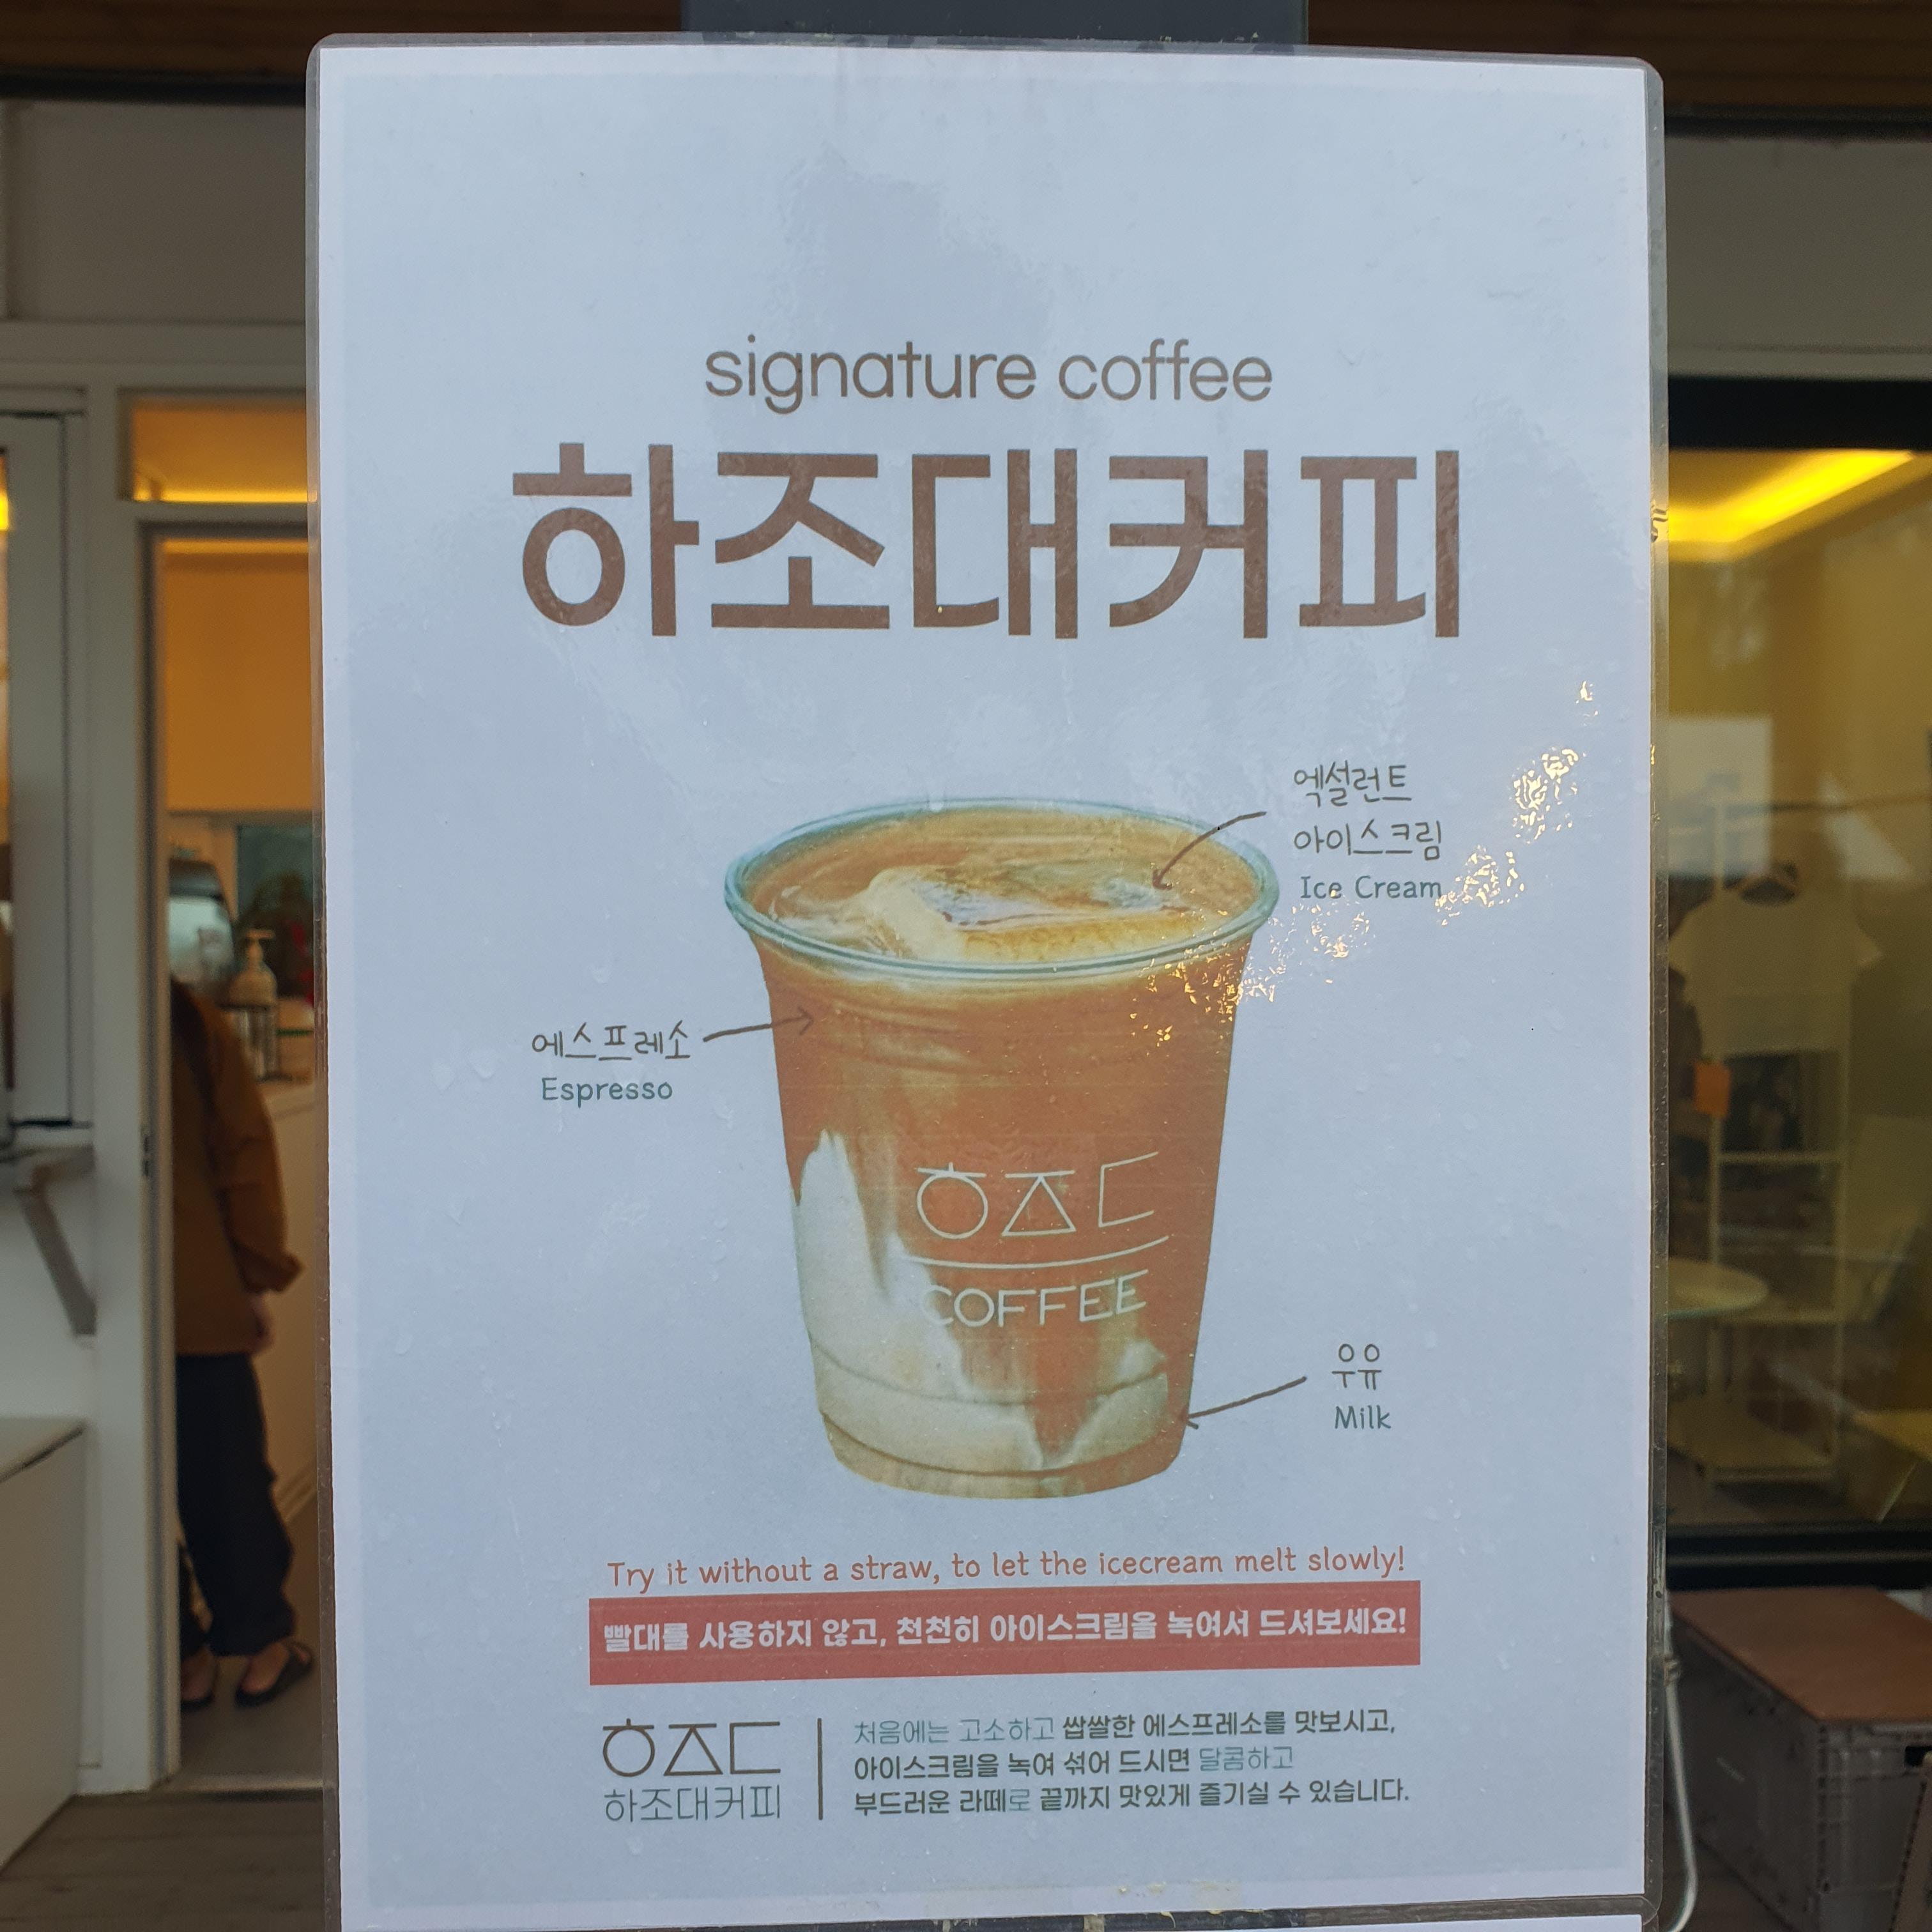 signature coffee
하조대커피
엑설런트
아이스크림
Ice Cream
에스프레소
Espresso
ㅎㅈㄷ
COFFEE
우유
Milk
Try it without a straw, to let the icecream melt slowly!
빨대를 사용하지 않고, 천천히 아이스크림을 녹여서 드셔보세요!
ㅎㅈㄷ
하조대커피
처음에는 고소하고 쌉쌀한 에스프레소를 맛보시고,
아이스크림을 녹여 섞어 드시면 달콤하고
부드러운 라떼로 끝까지 맛있게 즐기실 수 있습니다.